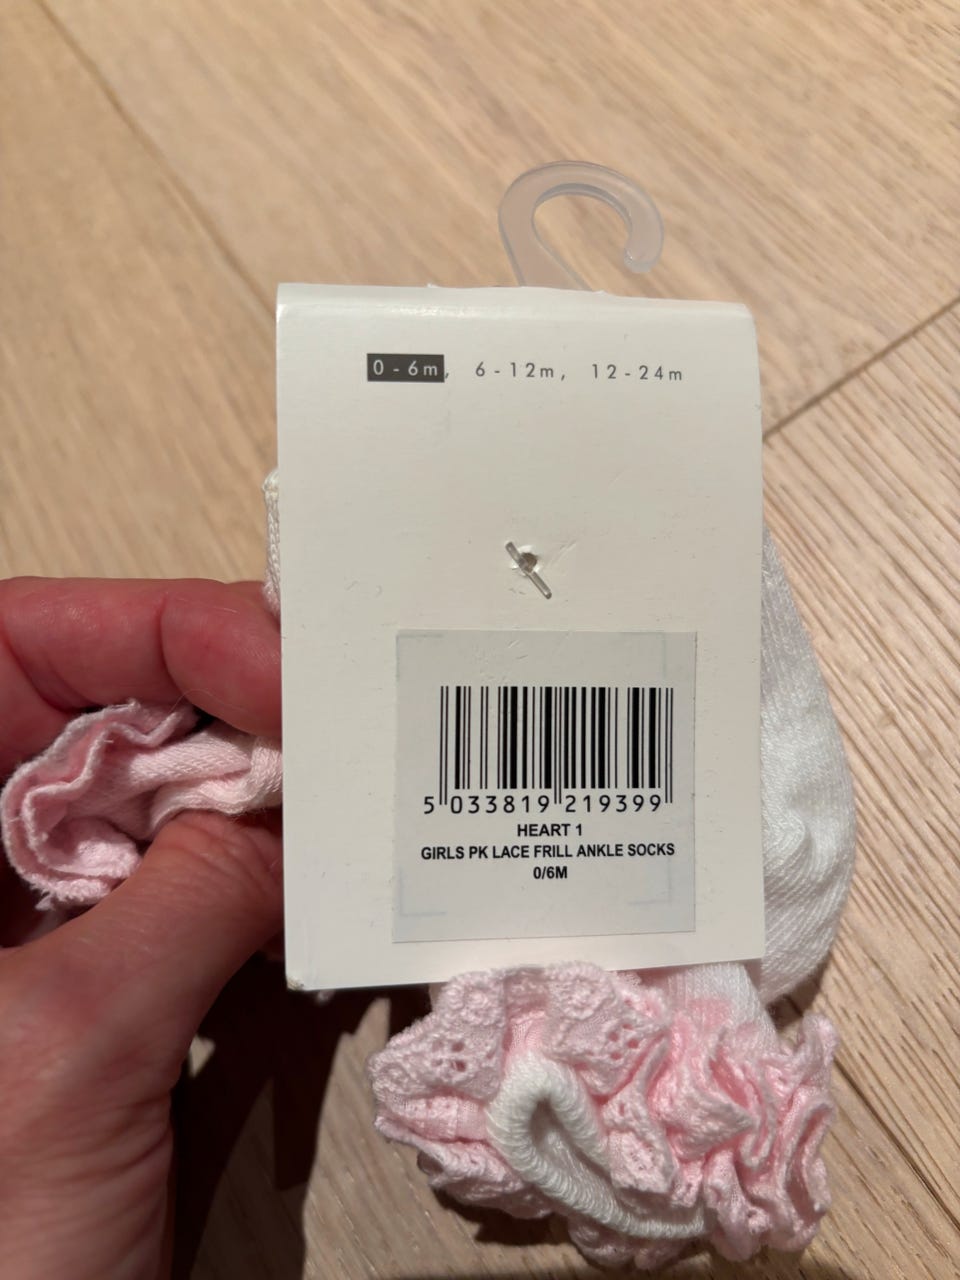 0-6m, 6-12m, 12-24m
5 033819 219399
HEART 1
GIRLS PK LACE FRILL ANKLE SOCKS
0/6M